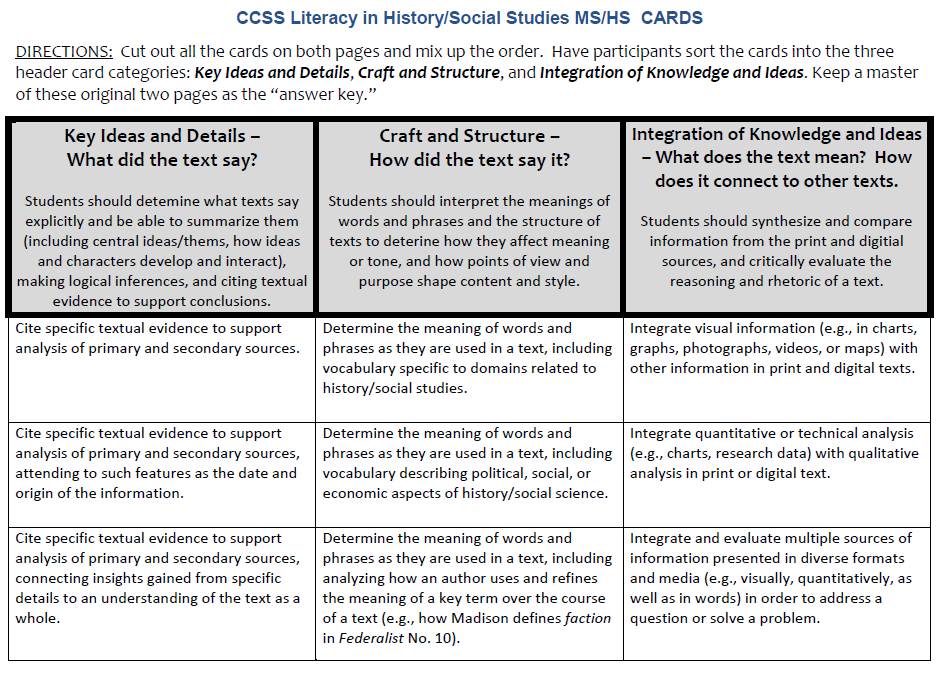 CCSS Literacy in History/Social Studies MS/HS  CARDS
DIRECTIONS:  Cut out all the cards on both pages and mix up the order.  Have participants sort the cards into the three
header card categories: Key Ideas and Details, Craft and Structure, and Integration of Knowledge and Ideas. Keep a master
of these original two pages as the “answer key.”
Key Ideas and Details –
What did the text say?
Students should detemine what texts say
explicitly and be able to summarize them
(including central ideas/thems, how ideas
and characters develop and interact),
making logical inferences, and citing textual
evidence to support conclusions.
Craft and Structure –
How did the text say it?
Students should interpret the meanings of
words and phrases and the structure of
texts to deterine how they affect meaning
or tone, and how points of view and
purpose shape content and style.
Integration of Knowledge and Ideas
– What does the text mean?  How
does it connect to other texts.
Students should synthesize and compare
information from the print and digitial
sources, and critically evaluate the
reasoning and rhetoric of a text.
Cite specific textual evidence to support
analysis of primary and secondary sources.
Determine the meaning of words and
phrases as they are used in a text, including
vocabulary specific to domains related to
history/social studies.
Integrate visual information (e.g., in charts,
graphs, photographs, videos, or maps) with
other information in print and digital texts.
Cite specific textual evidence to support
analysis of primary and secondary sources,
attending to such features as the date and
origin of the information.
Determine the meaning of words and
phrases as they are used in a text, including
vocabulary describing political, social, or
economic aspects of history/social science.
Integrate quantitative or technical analysis
(e.g., charts, research data) with qualitative
analysis in print or digital text.
Cite specific textual evidence to support
analysis of primary and secondary sources,
connecting insights gained from specific
details to an understanding of the text as a
whole.
Determine the meaning of words and
phrases as they are used in a text, including
analyzing how an author uses and refines
the meaning of a key term over the course
of a text (e.g., how Madison defines faction
in Federalist No. 10).
Integrate and evaluate multiple sources of
information presented in diverse formats
and media (e.g., visually, quantitatively, as
well as in words) in order to address a
question or solve a problem.